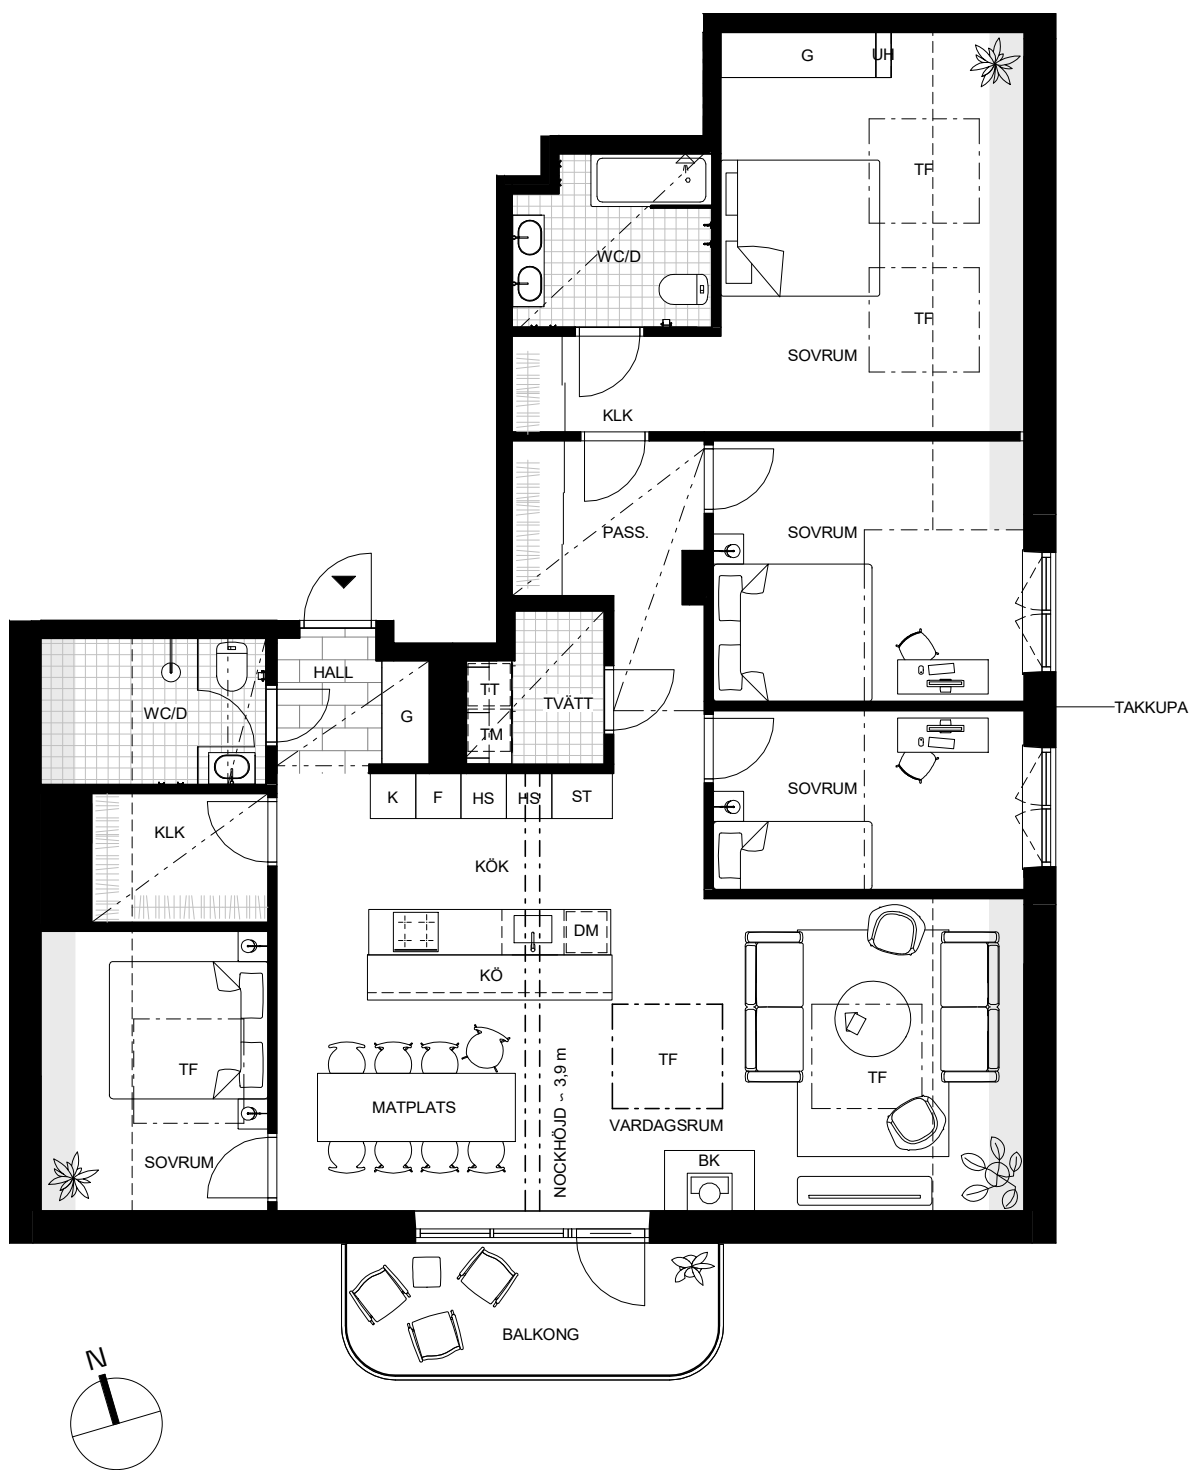 G
UH
TF
WC/D
TF
SOVRUM
KLK
PASS.
SOVRUM
HALL
TT
WC/D
G
TVÄTT
TAKKUPA
TM
SOVRUM
K
F
HS
HS
ST
KLK
KÖK
DM
KÖ
TF
TF
TF
NOCKHÖJD ~ 3,9 m
MATPLATS
VARDAGSRUM
SOVRUM
BK
BALKONG
N